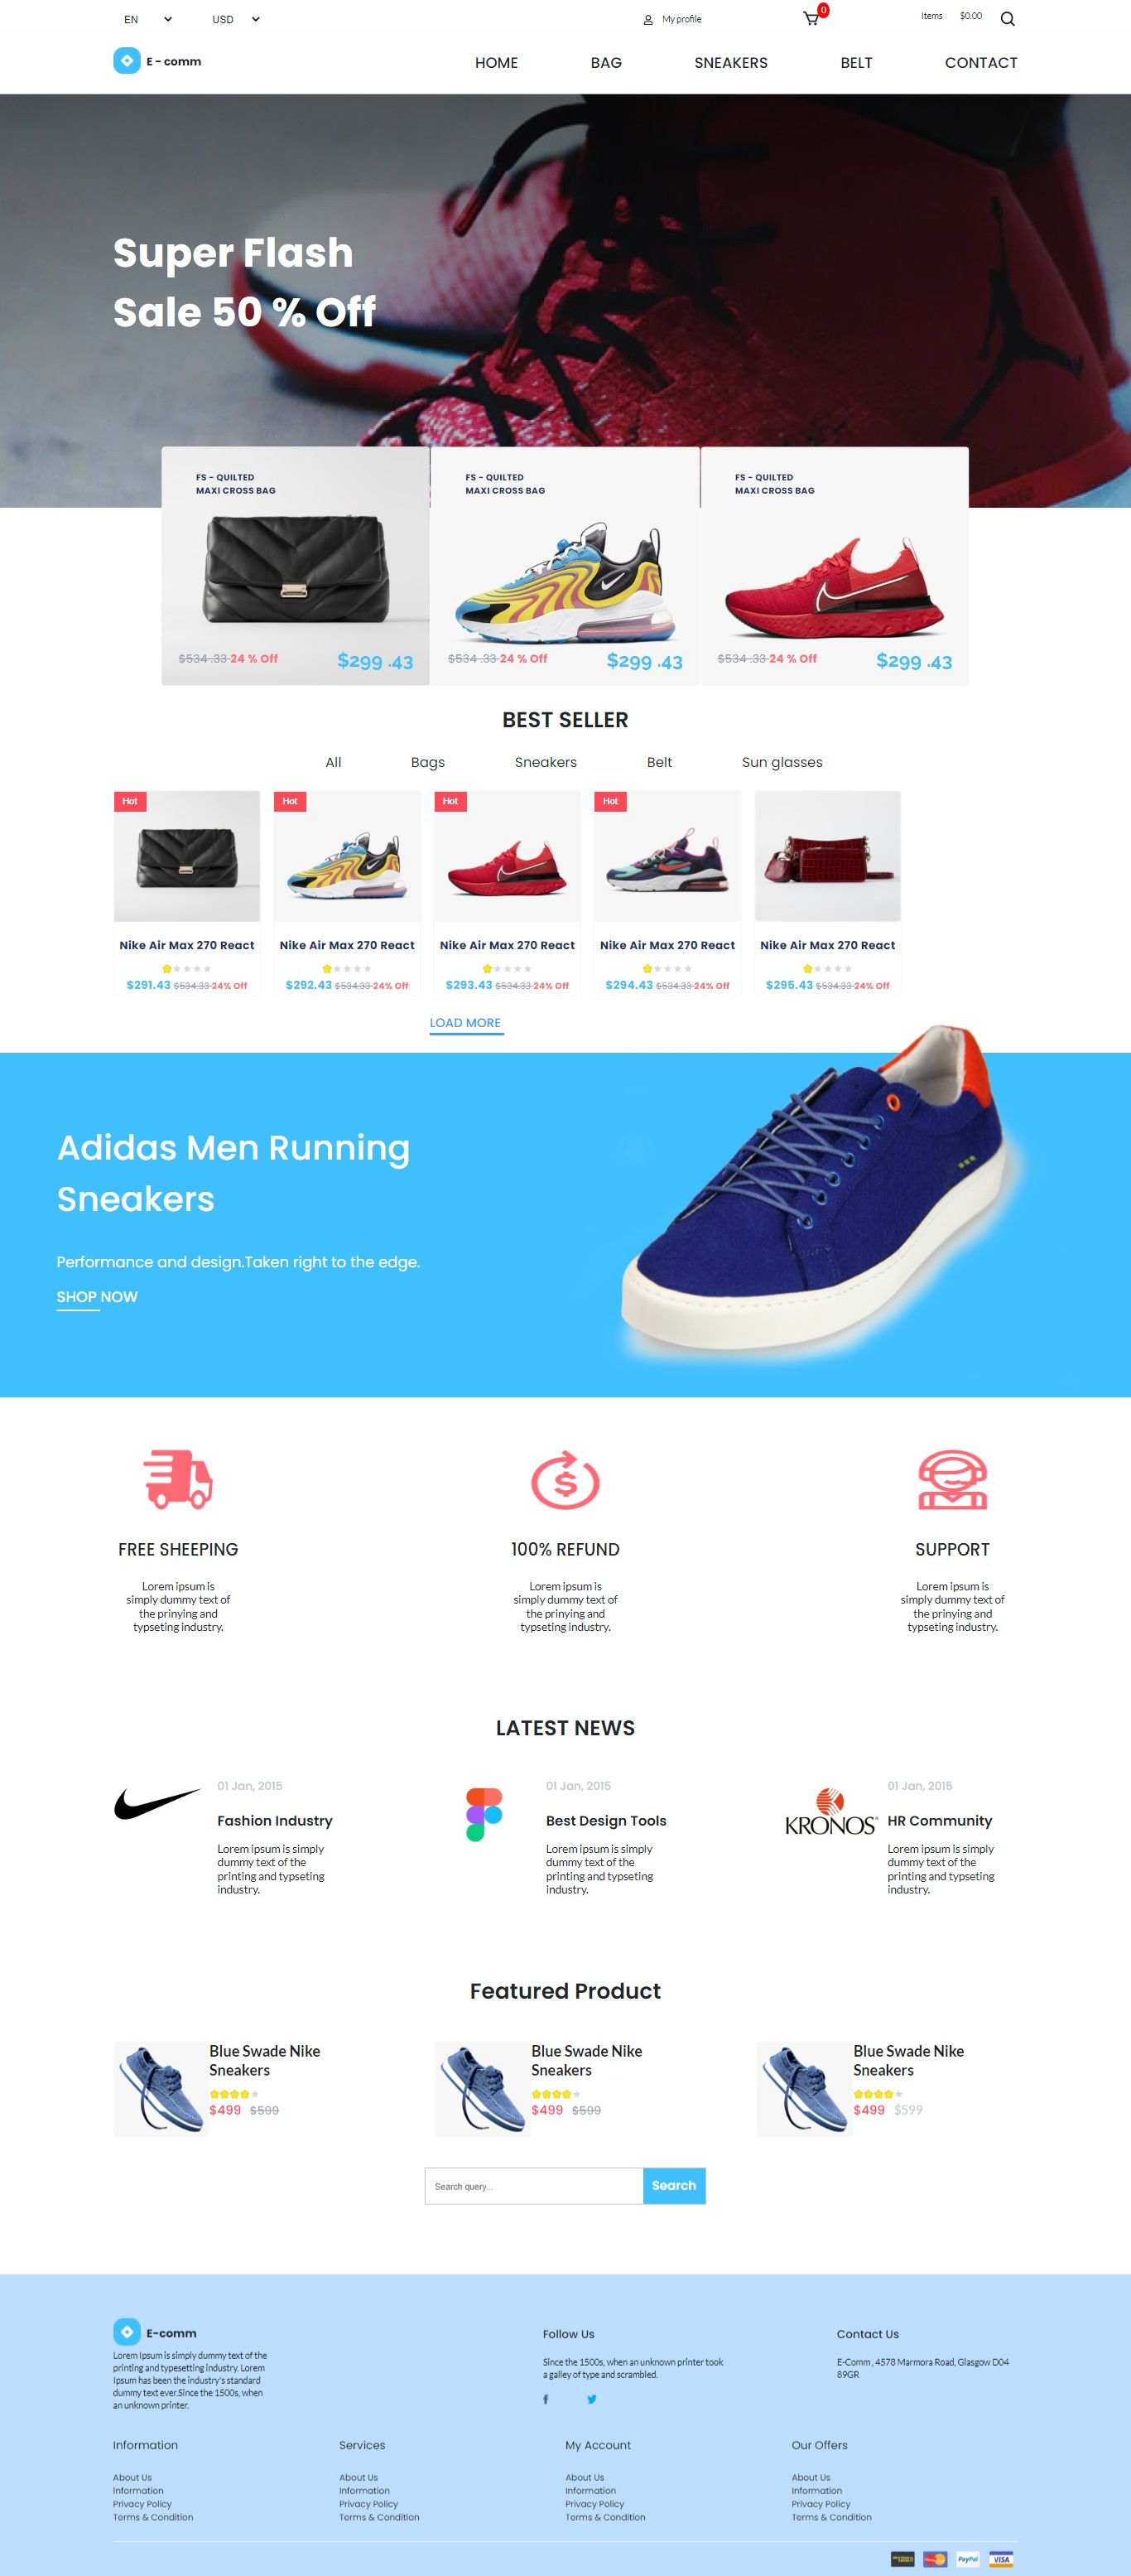 EN USD My profile 0 Items $0.00
E - comm HOME BAG SNEAKERS BELT CONTACT
Super Flash
Sale 50 % Off
FS - QUILTED
MAXI CROSS BAG
$534 .33 24 % Off $299 .43
FS - QUILTED
MAXI CROSS BAG
$534 .33 24 % Off $299 .43
FS - QUILTED
MAXI CROSS BAG
$534 .33 24 % Off $299 .43
BEST SELLER
All Bags Sneakers Belt Sun glasses
Hot
Nike Air Max 270 React
$291.43 $534.33 24% Off
Hot
Nike Air Max 270 React
$292.43 $534.33 24% Off
Hot
Nike Air Max 270 React
$293.43 $534.33 24% Off
Hot
Nike Air Max 270 React
$294.43 $534.33 24% Off
Nike Air Max 270 React
$295.43 $534.33 24% Off
LOAD MORE
Adidas Men Running
Sneakers
Performance and design.Taken right to the edge.
SHOP NOW
FREE SHEEPING
Lorem ipsum is
simply dummy text of
the prinying and
typseting industry.
100% REFUND
Lorem ipsum is
simply dummy text of
the prinying and
typseting industry.
SUPPORT
Lorem ipsum is
simply dummy text of
the prinying and
typseting industry.
LATEST NEWS
01 Jan, 2015
Fashion Industry
Lorem ipsum is simply
dummy text of the
printing and typseting
industry.
01 Jan, 2015
Best Design Tools
Lorem ipsum is simply
dummy text of the
printing and typseting
industry.
KRONOS
01 Jan, 2015
HR Community
Lorem ipsum is simply
dummy text of the
printing and typseting
industry.
Featured Product
Blue Swade Nike
Sneakers
$499 $599
Blue Swade Nike
Sneakers
$499 $599
Blue Swade Nike
Sneakers
$499 $599
Search query... Search
E-comm
Lorem Ipsum is simply dummy text of the
printing and typesetting industry. Lorem
Ipsum has been the industry's standard
dummy text ever.Since the 1500s, when
an unknown printer.
Follow Us
Since the 1500s, when an unknown printer took
a galley of type and scrambled.
Contact Us
E-Comm , 4578 Marmora Road, Glasgow D04
89GR
Information
About Us
Information
Privacy Policy
Terms & Condition
Services
About Us
Information
Privacy Policy
Terms & Condition
My Account
About Us
Information
Privacy Policy
Terms & Condition
Our Offers
About Us
Information
Privacy Policy
Terms & Condition
PayPal VISA